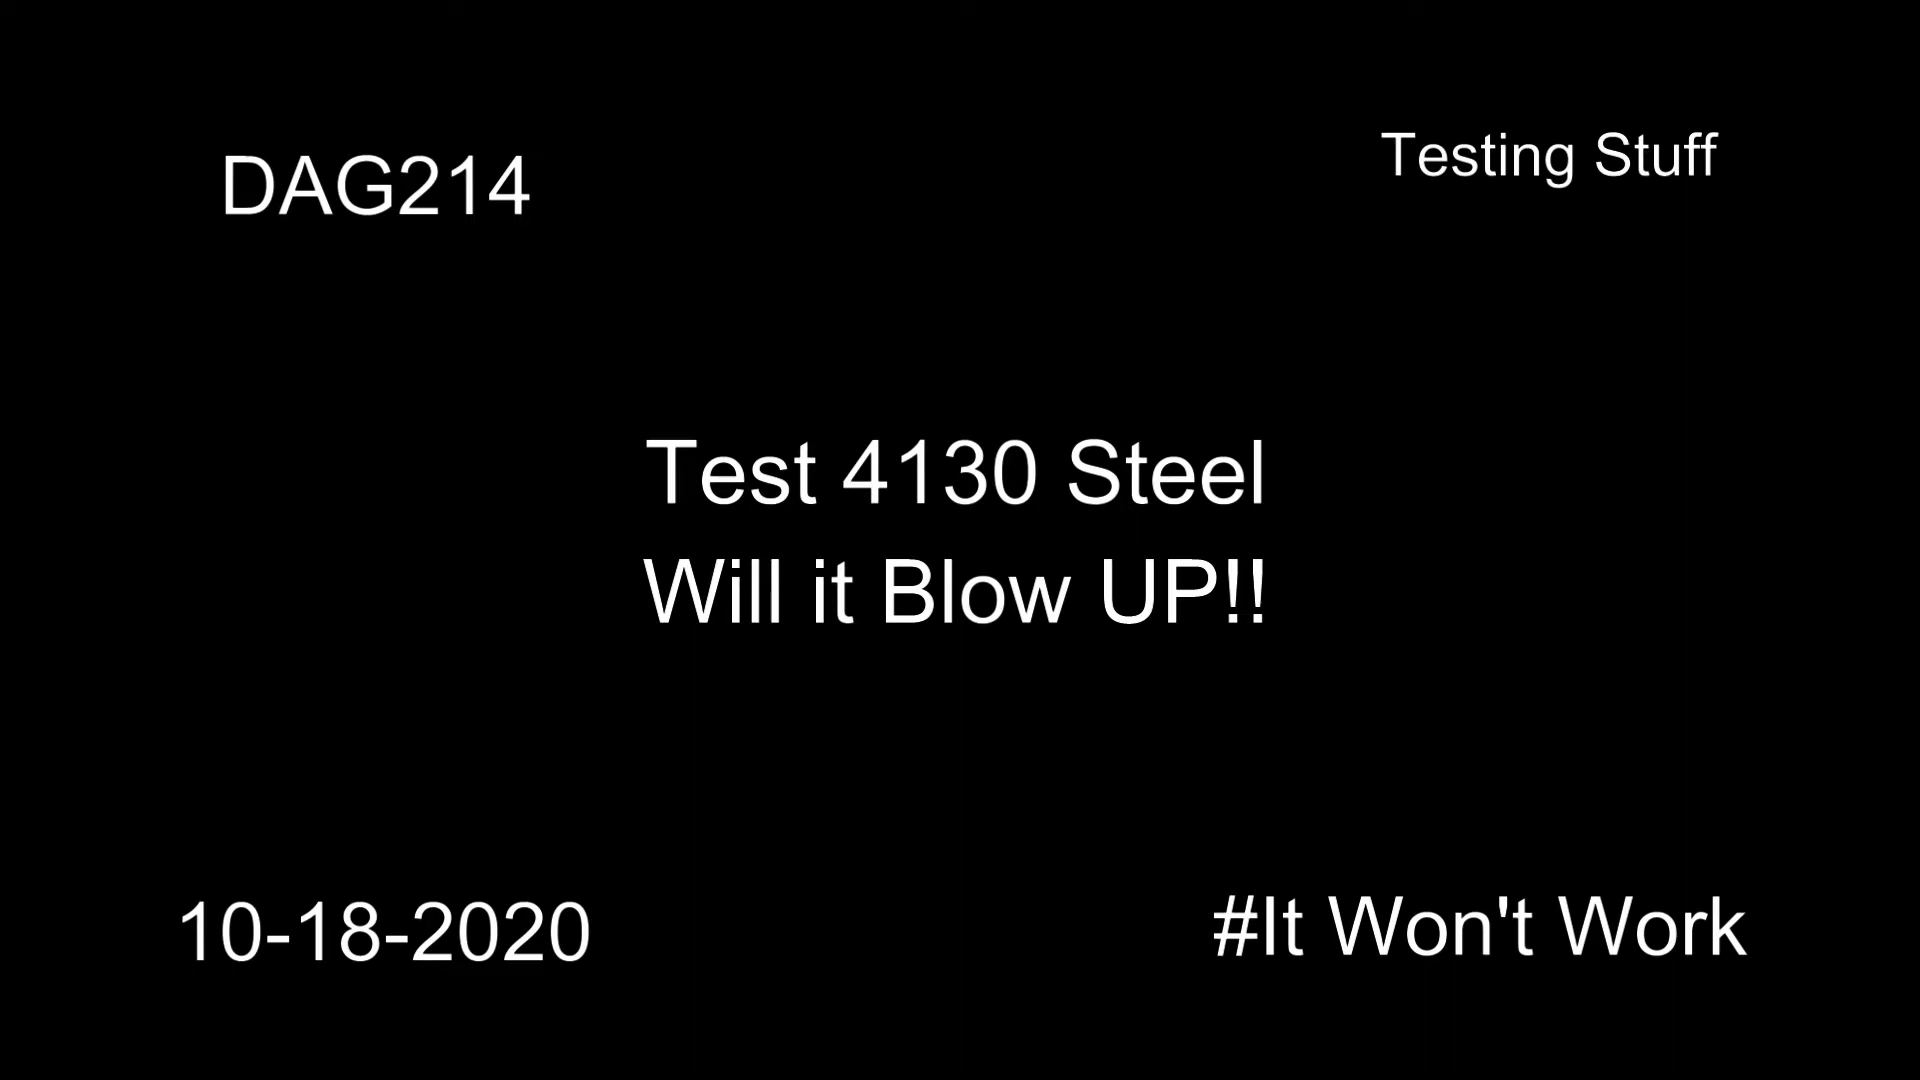 DAG214
Testing Stuff
Test 4130 Steel
Will it Blow UP!!
10-18-2020
#It Won't Work